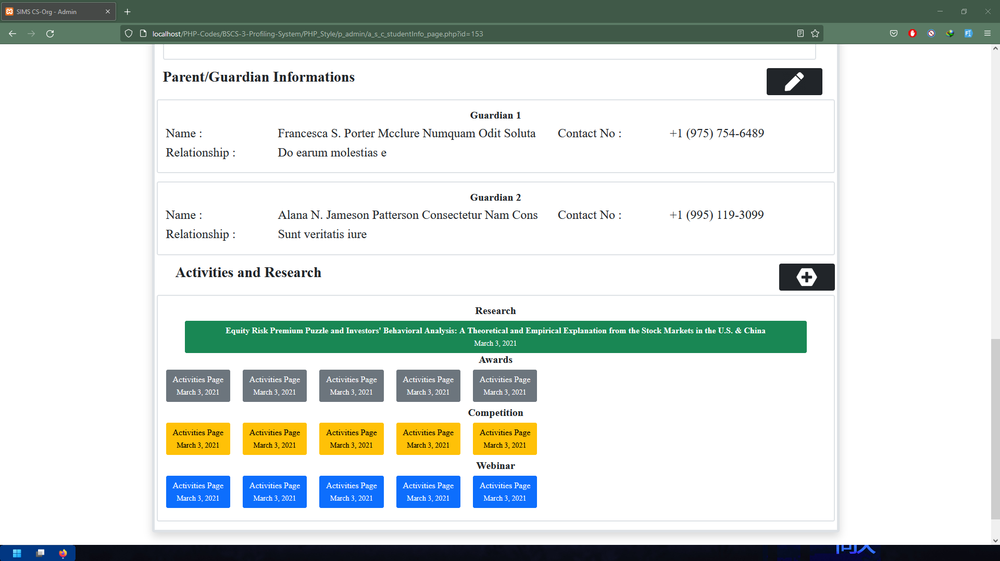 SIMS CS-Org - Admin
localhost/PHP-Codes/BSCS-3-Profiling-System/PHP_Style/p_admin/a_s_c_studentInfo_page.php?id=153
Parent/Guardian Informations
Guardian 1
Name : Francesca S. Porter Mcclure Numquam Odit Soluta Contact No : +1 (975) 754-6489
Relationship : Do earum molestias e
Guardian 2
Name : Alana N. Jameson Patterson Consectetur Nam Cons Contact No : +1 (995) 119-3099
Relationship : Sunt veritatis iure
Activities and Research
Research
Equity Risk Premium Puzzle and Investors' Behavioral Analysis: A Theoretical and Empirical Explanation from the Stock Markets in the U.S. & China
March 3, 2021
Awards
Activities Page Activities Page Activities Page Activities Page Activities Page
March 3, 2021 March 3, 2021 March 3, 2021 March 3, 2021 March 3, 2021
Competition
Activities Page Activities Page Activities Page Activities Page Activities Page
March 3, 2021 March 3, 2021 March 3, 2021 March 3, 2021 March 3, 2021
Webinar
Activities Page Activities Page Activities Page Activities Page Activities Page
March 3, 2021 March 3, 2021 March 3, 2021 March 3, 2021 March 3, 2021